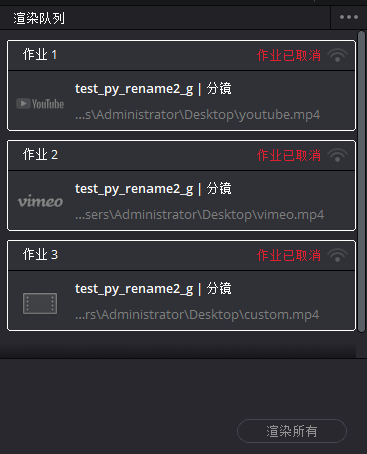 渲染队列
作业 1
作业已取消
YouTube
test_py_rename2_g | 分镜
...s\Administrator\Desktop\youtube.mp4
作业 2
作业已取消
vimeo
test_py_rename2_g | 分镜
...sers\Administrator\Desktop\vimeo.mp4
作业 3
作业已取消
test_py_rename2_g | 分镜
...rs\Administrator\Desktop\custom.mp4
渲染所有